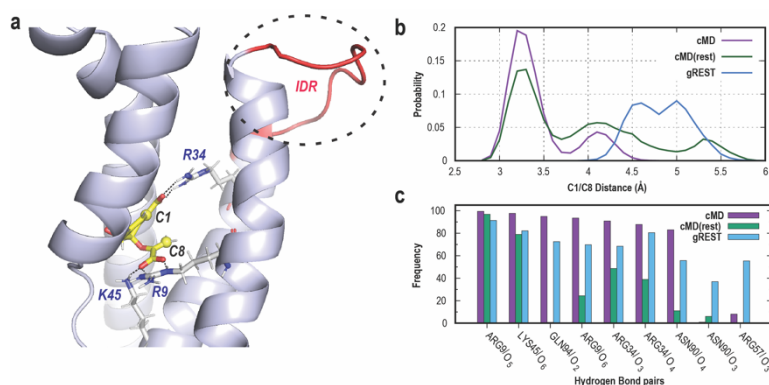 a
IDR
R34
C1
C8
K45
R9
b
cMD
cMD(rest)
gREST
Probability
0.2
0.15
0.1
0.05
0
2.5 3 3.5 4 4.5 5 5.5 6
C1/C8 Distance (Å)
c
cMD
cMD(rest)
gREST
Frequency
100
80
60
40
20
0
ARG9/O5
LYS45/O6
GLN94/O2
ARG9/O6
ARG34/O3
ARG34/O4
ASN90/O4
ASN90/O3
ARG57/O3
Hydrogen Bond pairs